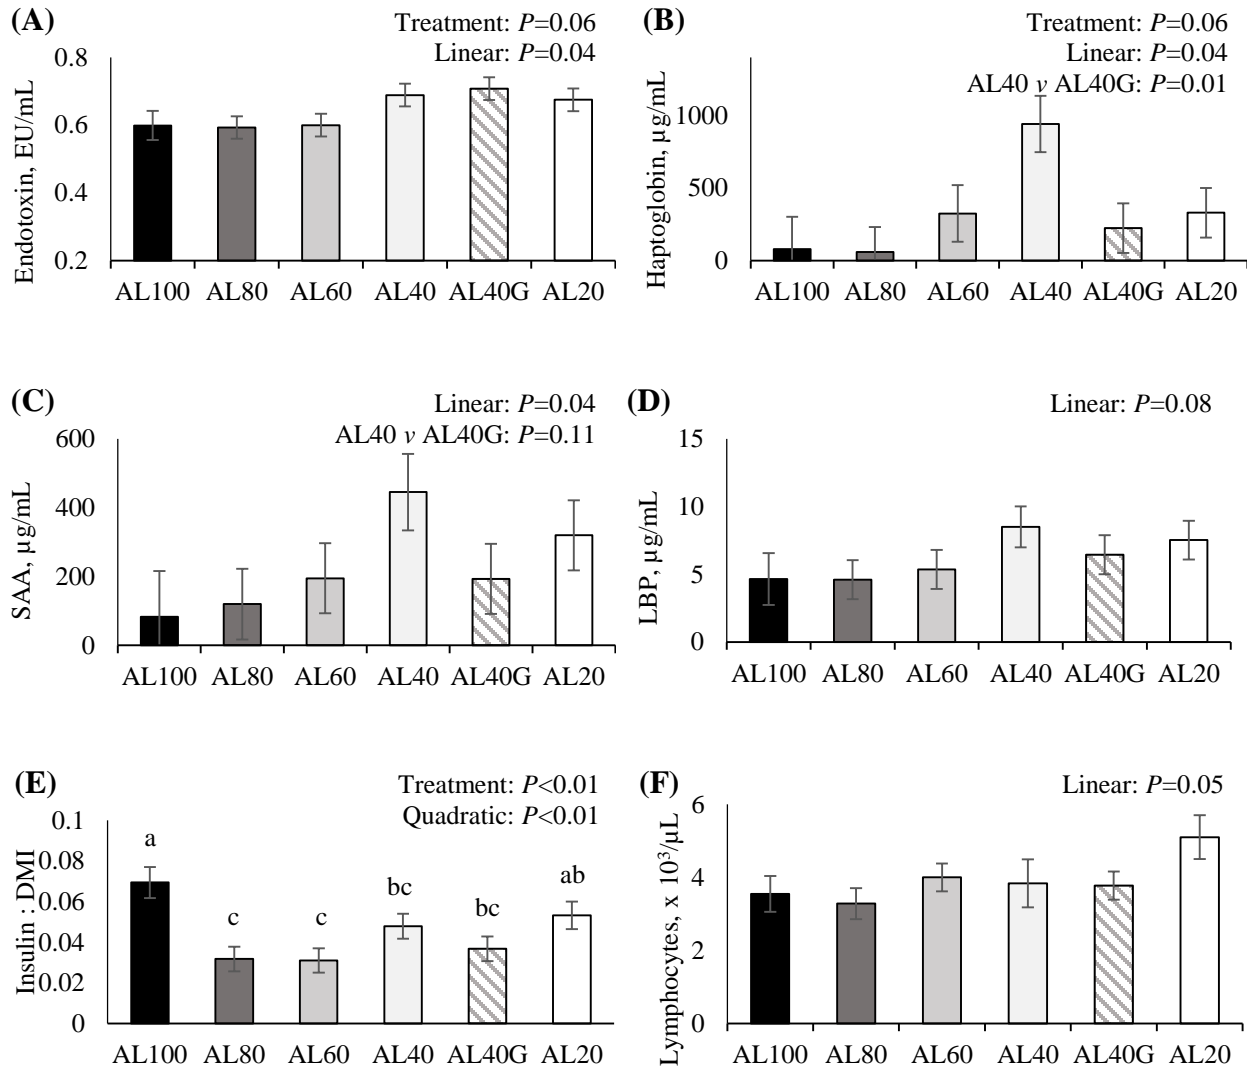 (A)
Treatment: P=0.06
Linear: P=0.04
Endotoxin, EU/mL
0.8
0.6
0.4
0.2
AL100 AL80 AL60 AL40 AL40G AL20
(B)
Treatment: P=0.06
Linear: P=0.04
AL40 v AL40G: P=0.01
Haptoglobin, µg/mL
1000
500
0
AL100 AL80 AL60 AL40 AL40G AL20
(C)
Linear: P=0.04
AL40 v AL40G: P=0.11
SAA, µg/mL
600
400
200
0
AL100 AL80 AL60 AL40 AL40G AL20
(D)
Linear: P=0.08
LBP, µg/mL
15
10
5
0
AL100 AL80 AL60 AL40 AL40G AL20
(E)
Treatment: P<0.01
Quadratic: P<0.01
Insulin : DMI
0.1
0.08
0.06
0.04
0.02
0
a
c
c
bc
bc
ab
AL100 AL80 AL60 AL40 AL40G AL20
(F)
Linear: P=0.05
Lymphocytes, x 10³/µL
6
4
2
0
AL100 AL80 AL60 AL40 AL40G AL20